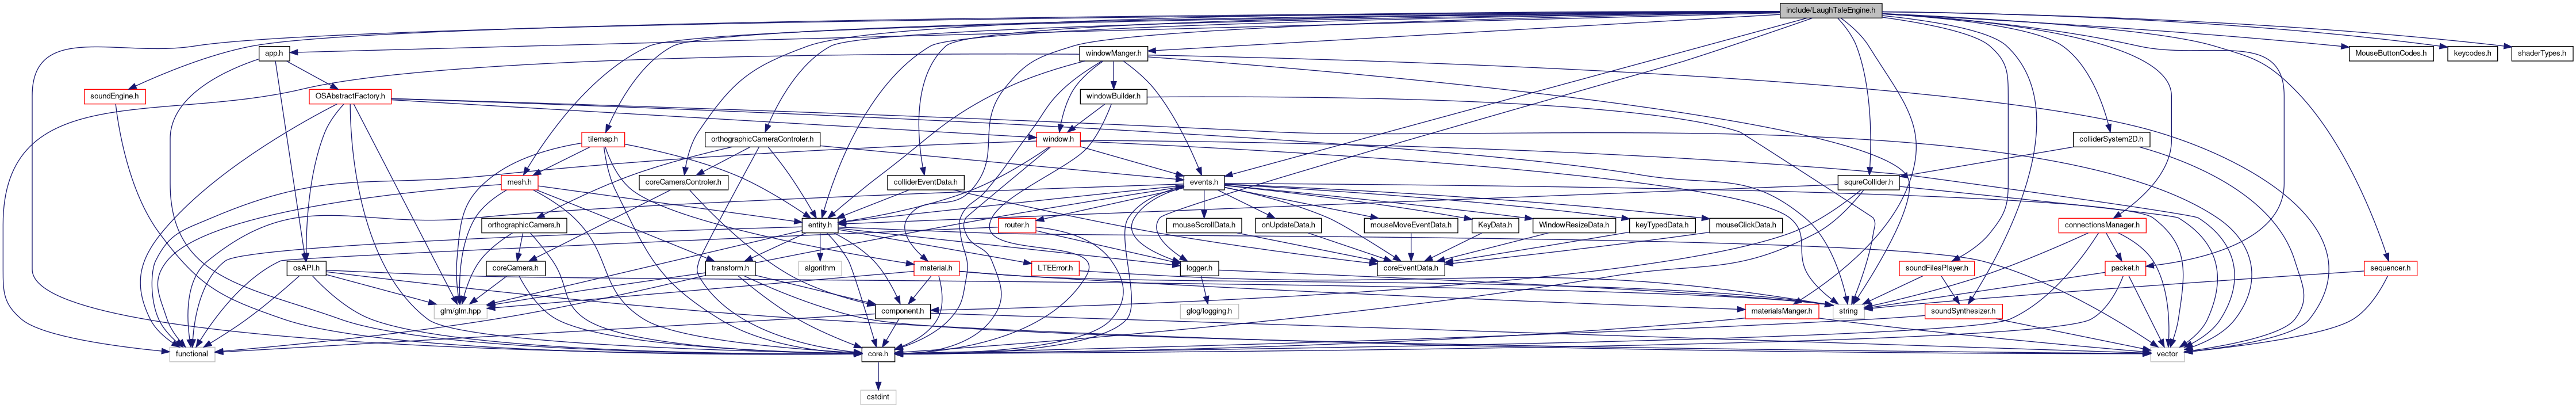 include/LaughTaleEngine.h
app.h
windowManger.h
MouseButtonCodes.h
keycodes.h
shaderTypes.h
soundEngine.h
OSAbstractFactory.h
windowBuilder.h
tilemap.h
orthographicCameraControler.h
window.h
colliderSystem2D.h
mesh.h
coreCameraControler.h
colliderEventData.h
events.h
squreCollider.h
orthographicCamera.h
entity.h
router.h
mouseScrollData.h
onUpdateData.h
mouseMoveEventData.h
KeyData.h
WindowResizeData.h
keyTypedData.h
mouseClickData.h
connectionsManager.h
osAPI.h
coreCamera.h
transform.h
algorithm
material.h
LTEError.h
logger.h
coreEventData.h
soundFilesPlayer.h
packet.h
sequencer.h
glm/glm.hpp
component.h
glog/logging.h
materialsManger.h
string
soundSynthesizer.h
functional
core.h
vector
cstdint